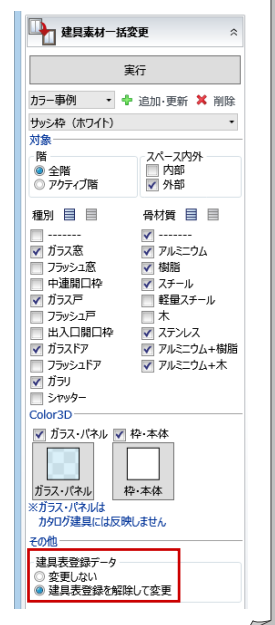 建具素材一括変更
実行
カラー事例 追加・更新 削除
サッシ枠（ホワイト）
対象
階
全階
アクティブ階
スペース内外
内部
外部
種別
-------
ガラス窓
フラッシュ窓
中連開口枠
ガラス戸
フラッシュ戸
出入口開口枠
ガラスドア
フラッシュドア
ガラリ
シャッター
骨材質
-------
アルミニウム
樹脂
スチール
軽量スチール
木
ステンレス
アルミニウム+樹脂
アルミニウム+木
Color3D
ガラス・パネル 枠・本体
ガラス・パネル 枠・本体
※ガラス・パネルは
カタログ建具には反映しません
その他
建具表登録データ
変更しない
建具表登録を解除して変更